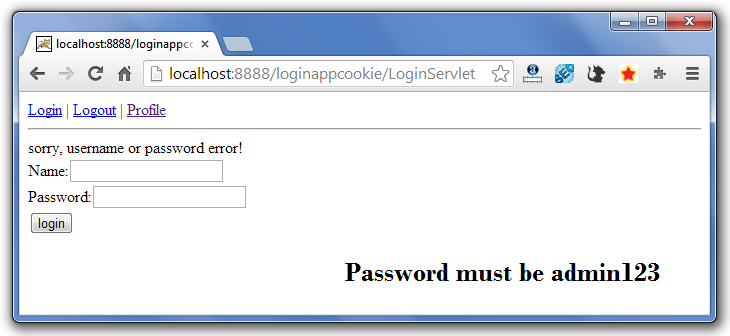 localhost:8888/loginappco
localhost:8888/loginappcookie/LoginServlet
Login | Logout | Profile
sorry, username or password error!
Name:
Password:
login
Password must be admin123